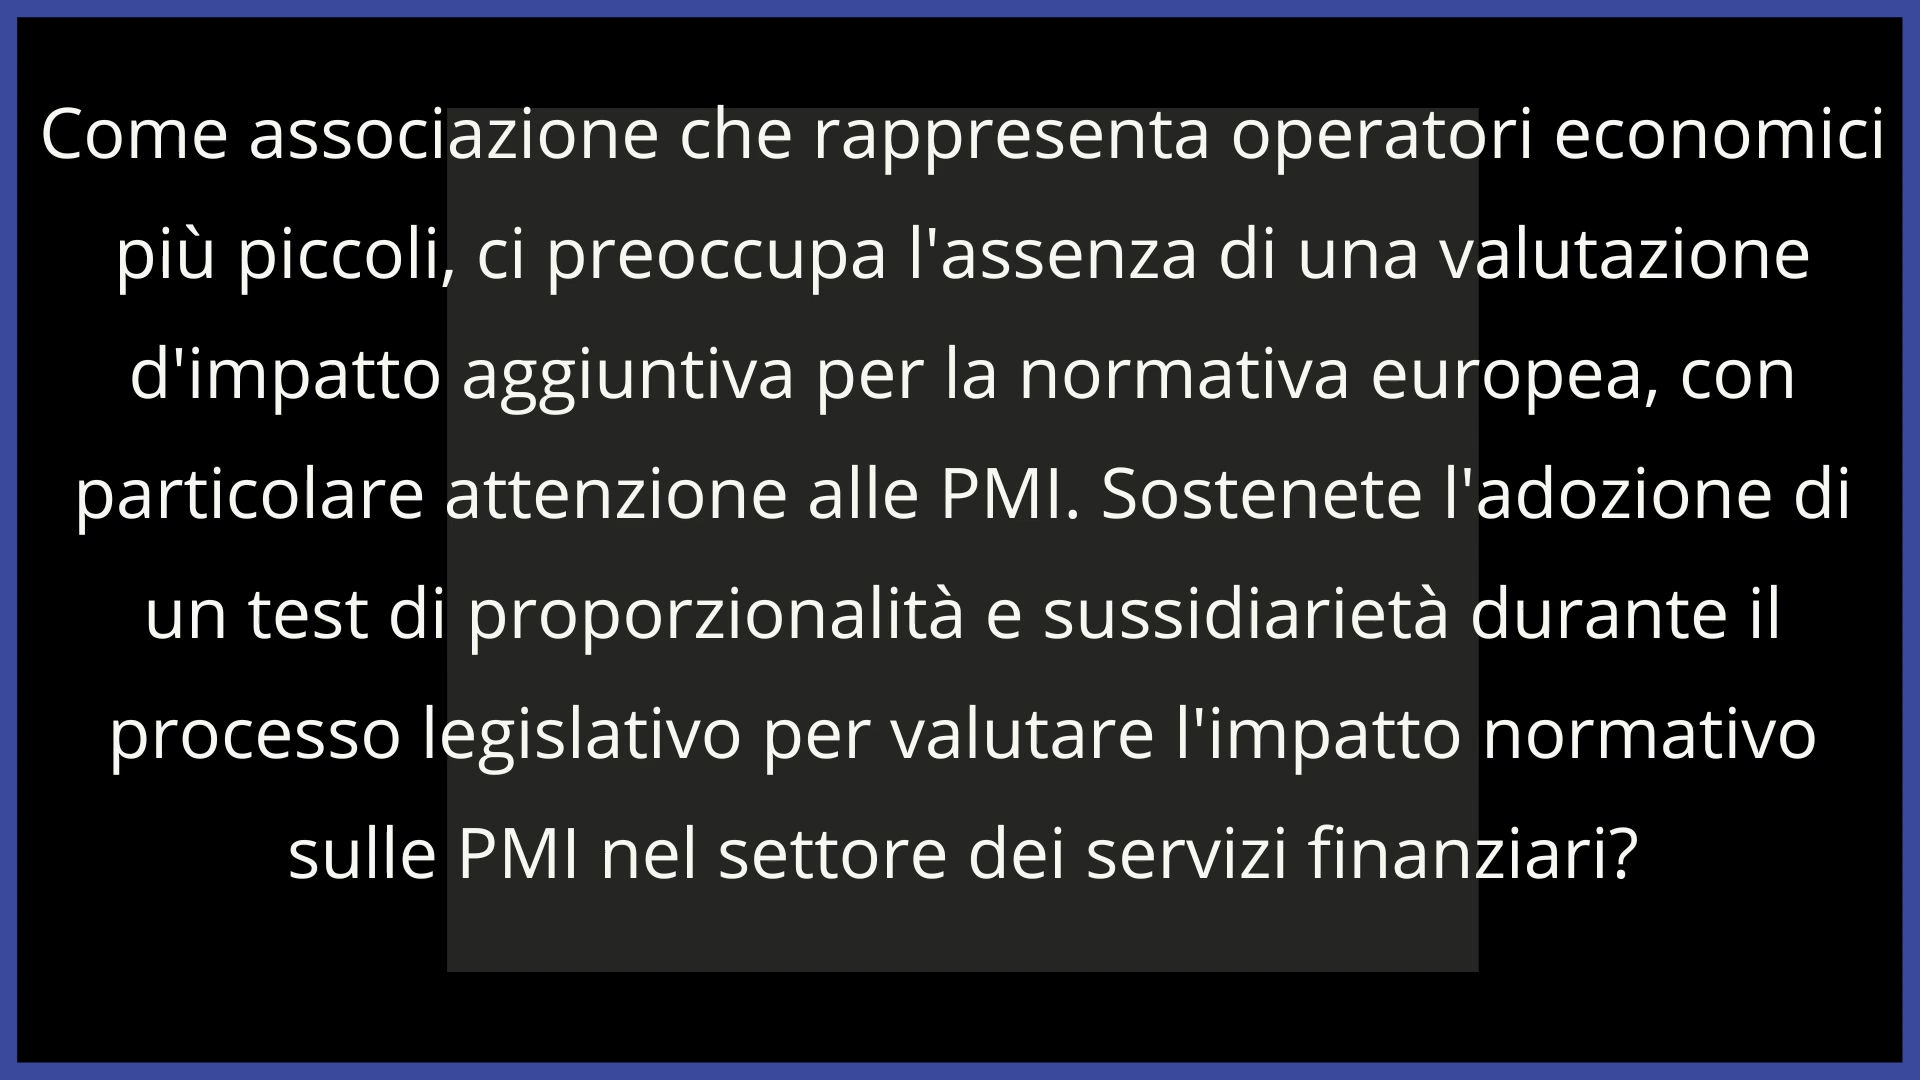 Come associazione che rappresenta operatori economici
più piccoli, ci preoccupa l'assenza di una valutazione
d'impatto aggiuntiva per la normativa europea, con
particolare attenzione alle PMI. Sostenete l'adozione di
un test di proporzionalità e sussidiarietà durante il
processo legislativo per valutare l'impatto normativo
sulle PMI nel settore dei servizi finanziari?